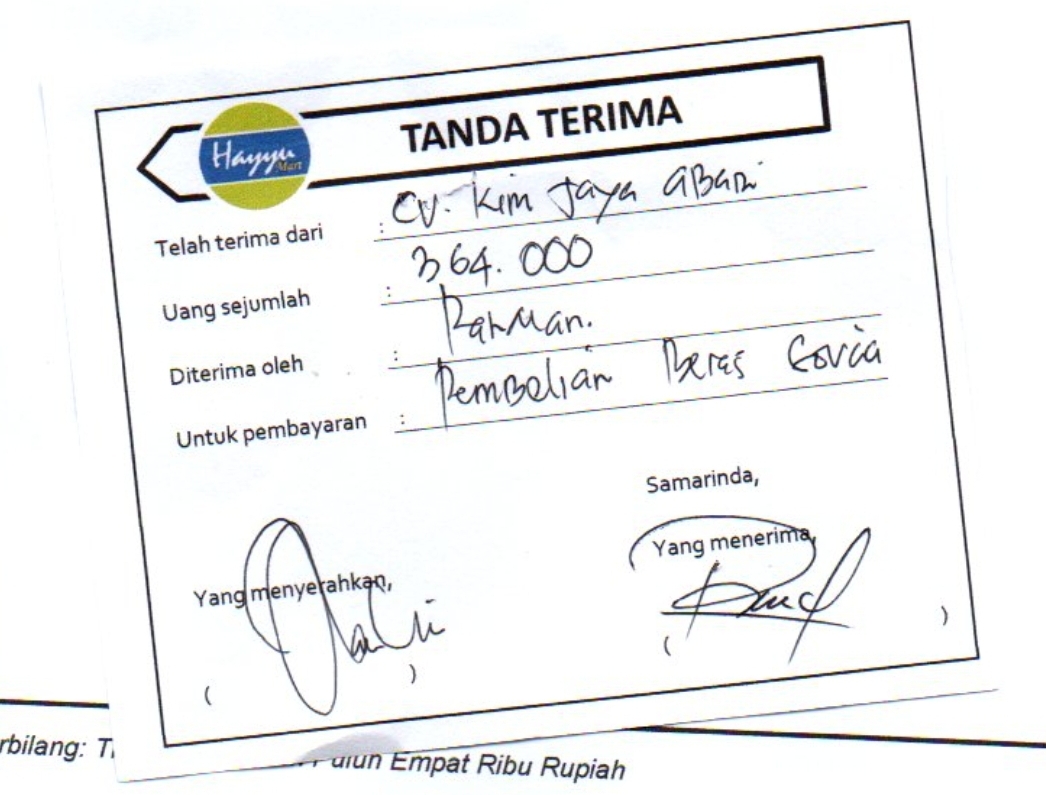 Hayyu
Mart
TANDA TERIMA
Telah terima dari : CV. Kim Jaya ABADi
Uang sejumlah : 364.000
Diterima oleh : Rahman.
Untuk pembayaran : Pembelian Beras
Samarinda,
Yang menyerahkan,
Yang menerima,
( )
( )
rbilang: T Puluh Empat Ribu Rupiah